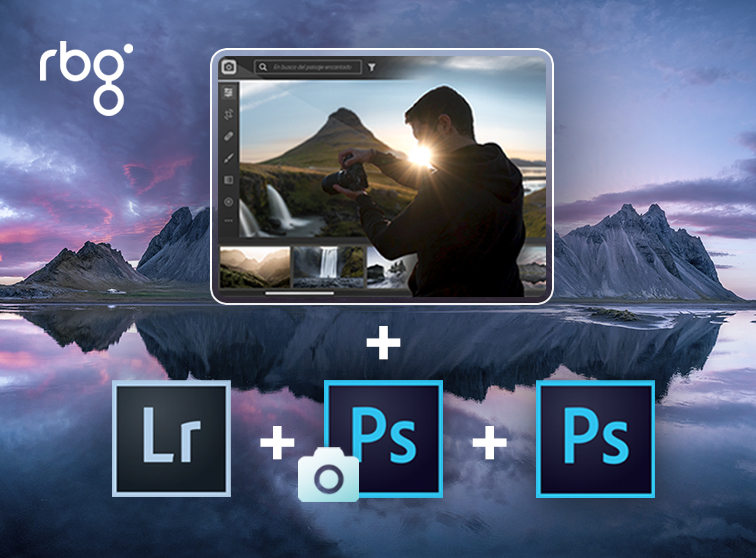 rbg
En busca del paisaje encantado
+
Lr + Ps + Ps